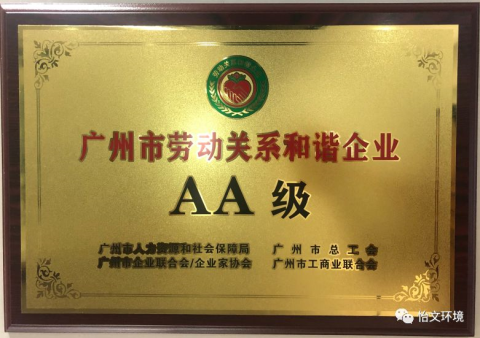 广州市劳动关系和谐企业
AA 级
广州市人力资源和社会保障局 广州市总工会
广州市企业联合会/企业家协会 广州市工商业联合会
怡文环境